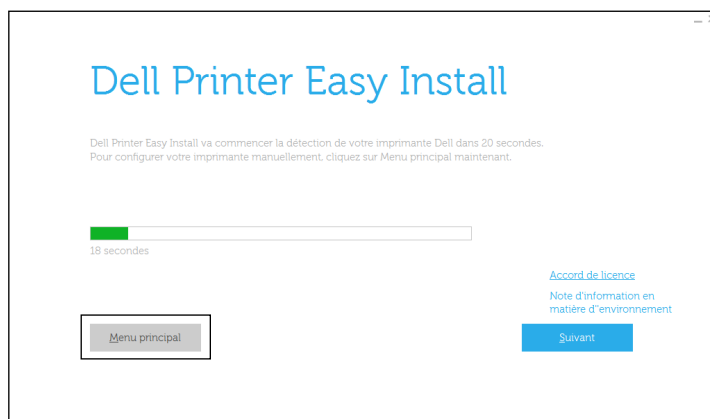 Dell Printer Easy Install
Dell Printer Easy Install va commencer la détection de votre imprimante Dell dans 20 secondes.
Pour configurer votre imprimante manuellement, cliquez sur Menu principal maintenant.
18 secondes
Accord de licence
Note d'information en
matière d''environnement
Menu principal
Suivant